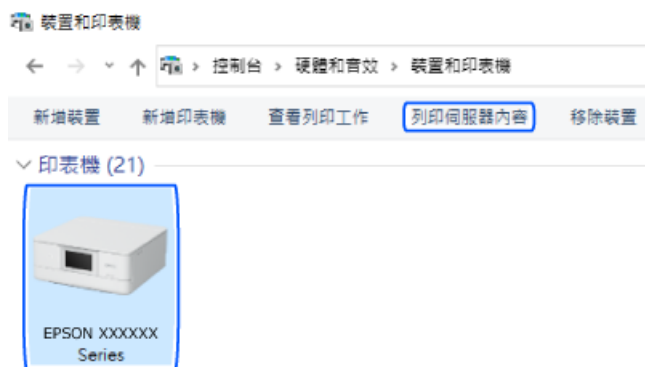 裝置和印表機
控制台 › 硬體和音效 › 裝置和印表機
新增裝置 新增印表機 查看列印工作 列印伺服器內容 移除裝置
印表機 (21)
EPSON XXXXXX
Series